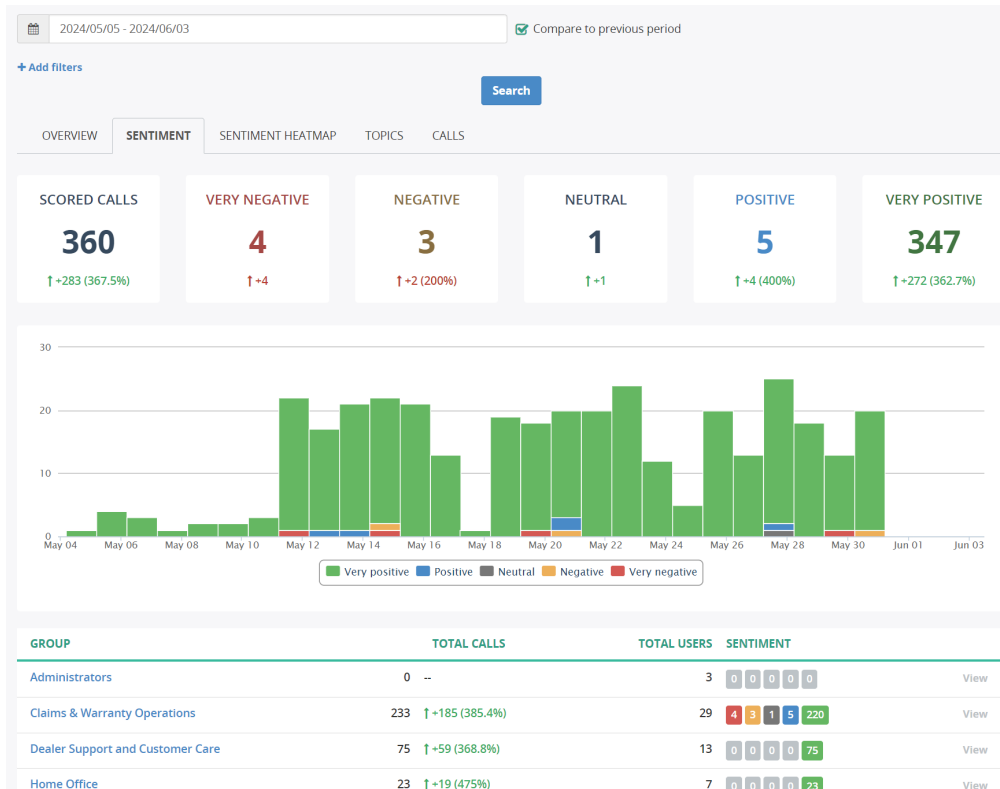 2024/05/05 - 2024/06/03
Compare to previous period
+ Add filters
Search
OVERVIEW SENTIMENT SENTIMENT HEATMAP TOPICS CALLS
SCORED CALLS VERY NEGATIVE NEGATIVE NEUTRAL POSITIVE VERY POSITIVE
360 4 3 1 5 347
↑+283 (367.5%) ↑+4 ↑+2 (200%) ↑+1 ↑+4 (400%) ↑+272 (362.7%)
30
20
10
0
May 04 May 06 May 08 May 10 May 12 May 14 May 16 May 18 May 20 May 22 May 24 May 26 May 28 May 30 Jun 01 Jun 03
Very positive Positive Neutral Negative Very negative
GROUP TOTAL CALLS TOTAL USERS SENTIMENT
Administrators 0 -- 3 0 0 0 0 0 View
Claims & Warranty Operations 233 ↑+185 (385.4%) 29 4 3 1 5 220 View
Dealer Support and Customer Care 75 ↑+59 (368.8%) 13 0 0 0 0 75 View
Home Office 23 ↑+19 (475%) 7 0 0 0 0 23 View